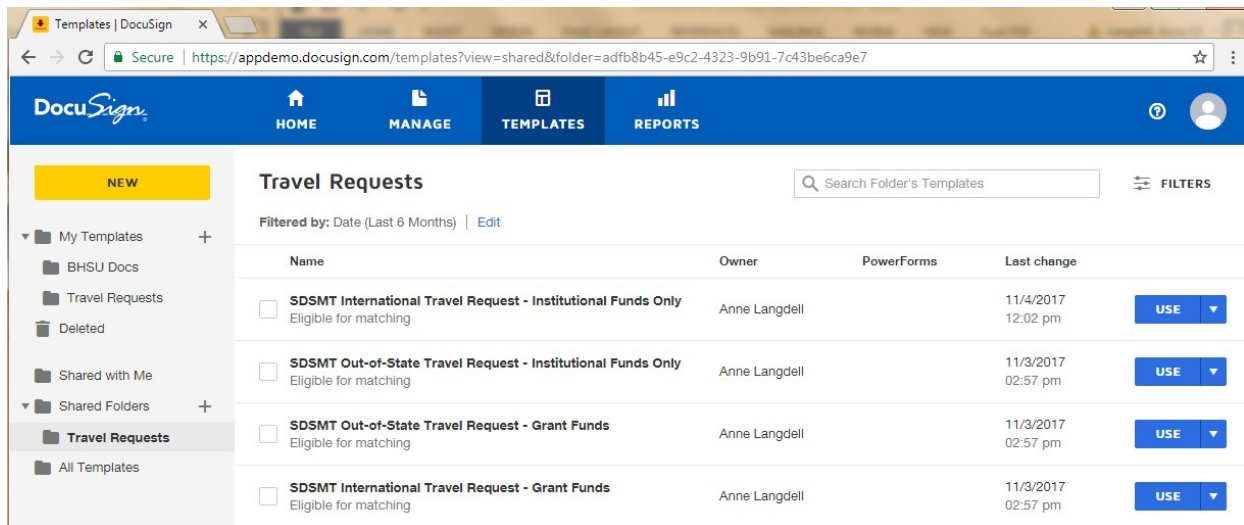 Templates | DocuSign
Secure | https://appdemo.docusign.com/templates?view=shared&folder=adfb8b45-e9c2-4323-9b91-7c43be6ca9e7
DocuSign
HOME
MANAGE
TEMPLATES
REPORTS
NEW
My Templates
BHSU Docs
Travel Requests
Deleted
Shared with Me
Shared Folders
Travel Requests
All Templates
Travel Requests
Search Folder's Templates
FILTERS
Filtered by: Date (Last 6 Months) | Edit
Name Owner PowerForms Last change
SDSMT International Travel Request - Institutional Funds Only
Eligible for matching
Anne Langdell
11/4/2017
12:02 pm
USE
SDSMT Out-of-State Travel Request - Institutional Funds Only
Eligible for matching
Anne Langdell
11/3/2017
02:57 pm
USE
SDSMT Out-of-State Travel Request - Grant Funds
Eligible for matching
Anne Langdell
11/3/2017
02:57 pm
USE
SDSMT International Travel Request - Grant Funds
Eligible for matching
Anne Langdell
11/3/2017
02:57 pm
USE